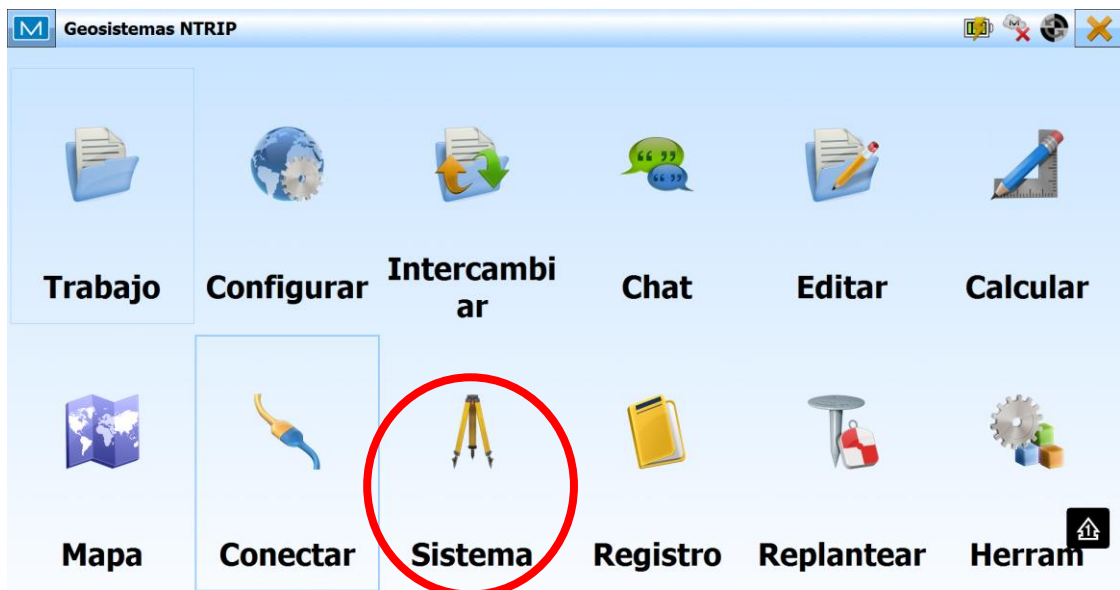 Geosistemas NTRIP
Trabajo
Configurar
Intercambi
ar
Chat
Editar
Calcular
Mapa
Conectar
Sistema
Registro
Replantear
Herram